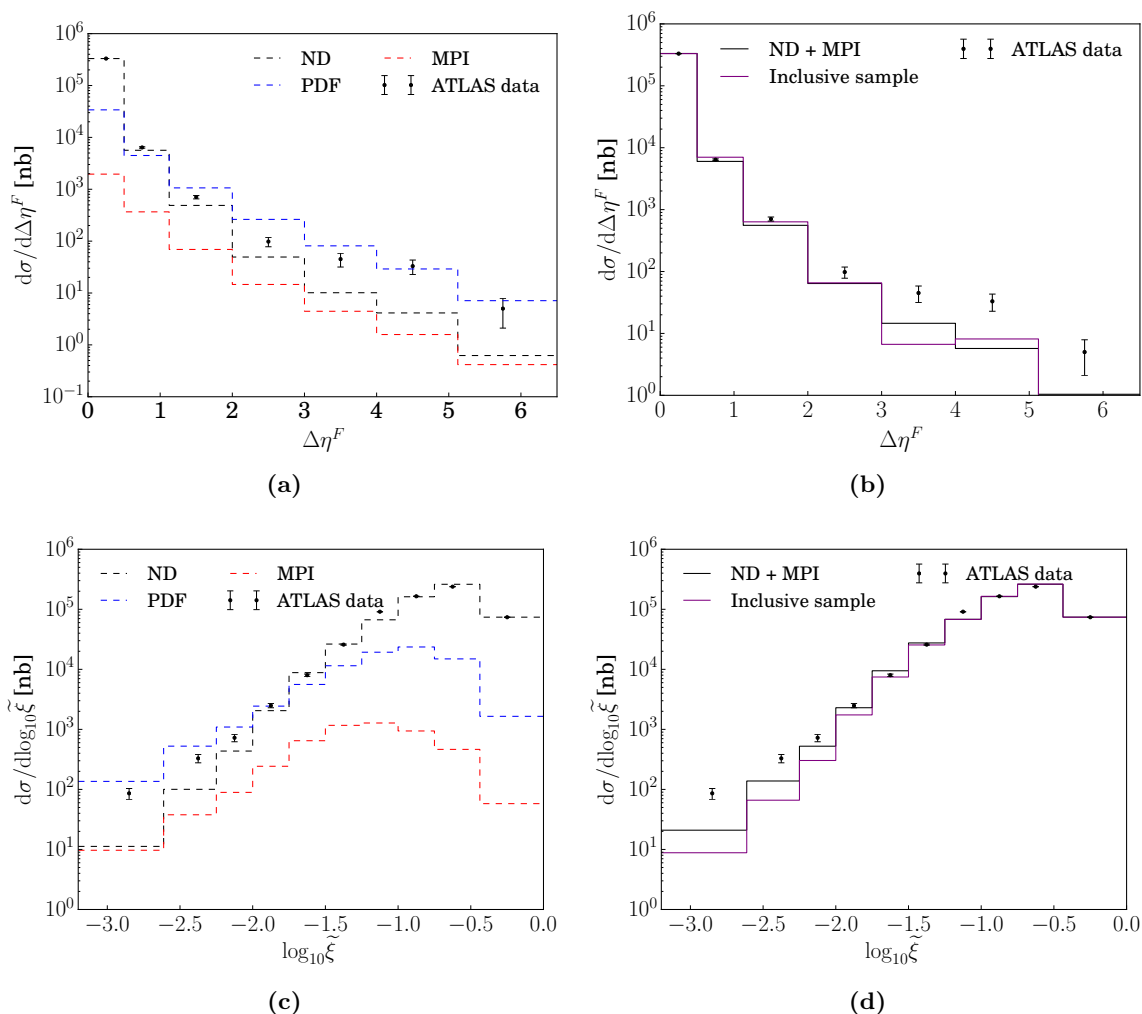 ND MPI
PDF ATLAS data
dσ/dΔη^F [nb]
10^6
10^5
10^4
10^3
10^2
10^1
10^0
10^−1
0 1 2 3 4 5 6
Δη^F
(a)
ND + MPI ATLAS data
Inclusive sample
dσ/dΔη^F [nb]
10^6
10^5
10^4
10^3
10^2
10^1
10^0
0 1 2 3 4 5 6
Δη^F
(b)
ND MPI
PDF ATLAS data
dσ/dlog₁₀ξ̃ [nb]
10^6
10^5
10^4
10^3
10^2
10^1
10^0
−3.0 −2.5 −2.0 −1.5 −1.0 −0.5 0.0
log₁₀ξ̃
(c)
ND + MPI ATLAS data
Inclusive sample
dσ/dlog₁₀ξ̃ [nb]
10^6
10^5
10^4
10^3
10^2
10^1
10^0
−3.0 −2.5 −2.0 −1.5 −1.0 −0.5 0.0
log₁₀ξ̃
(d)